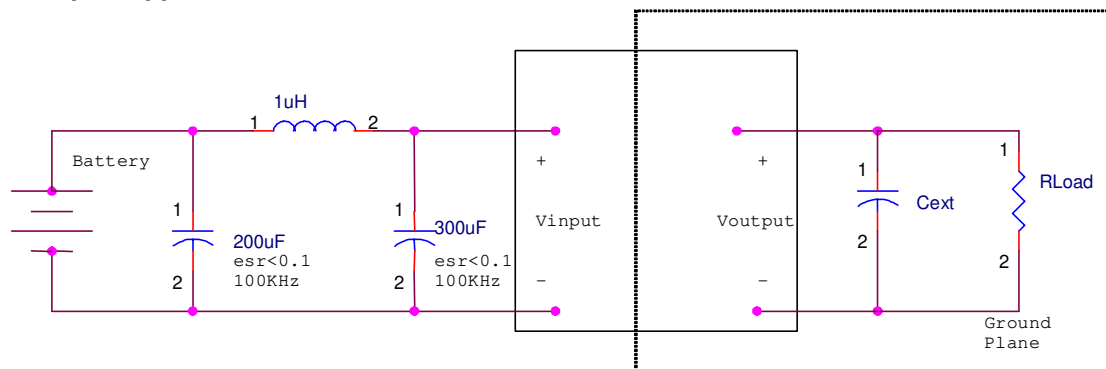 1uH
1 2
Battery
+ +
1
RLoad
1
Cext
1 1
300uF
200uF
Vinput
Voutput
2
esr<0.1 esr<0.1
2
2 100KHz 2 100KHz
- -
Ground
Plane